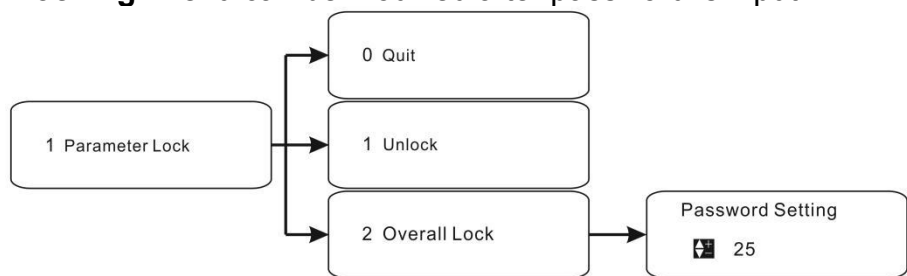 0 Quit
1 Parameter Lock
1 Unlock
2 Overall Lock
Password Setting
25